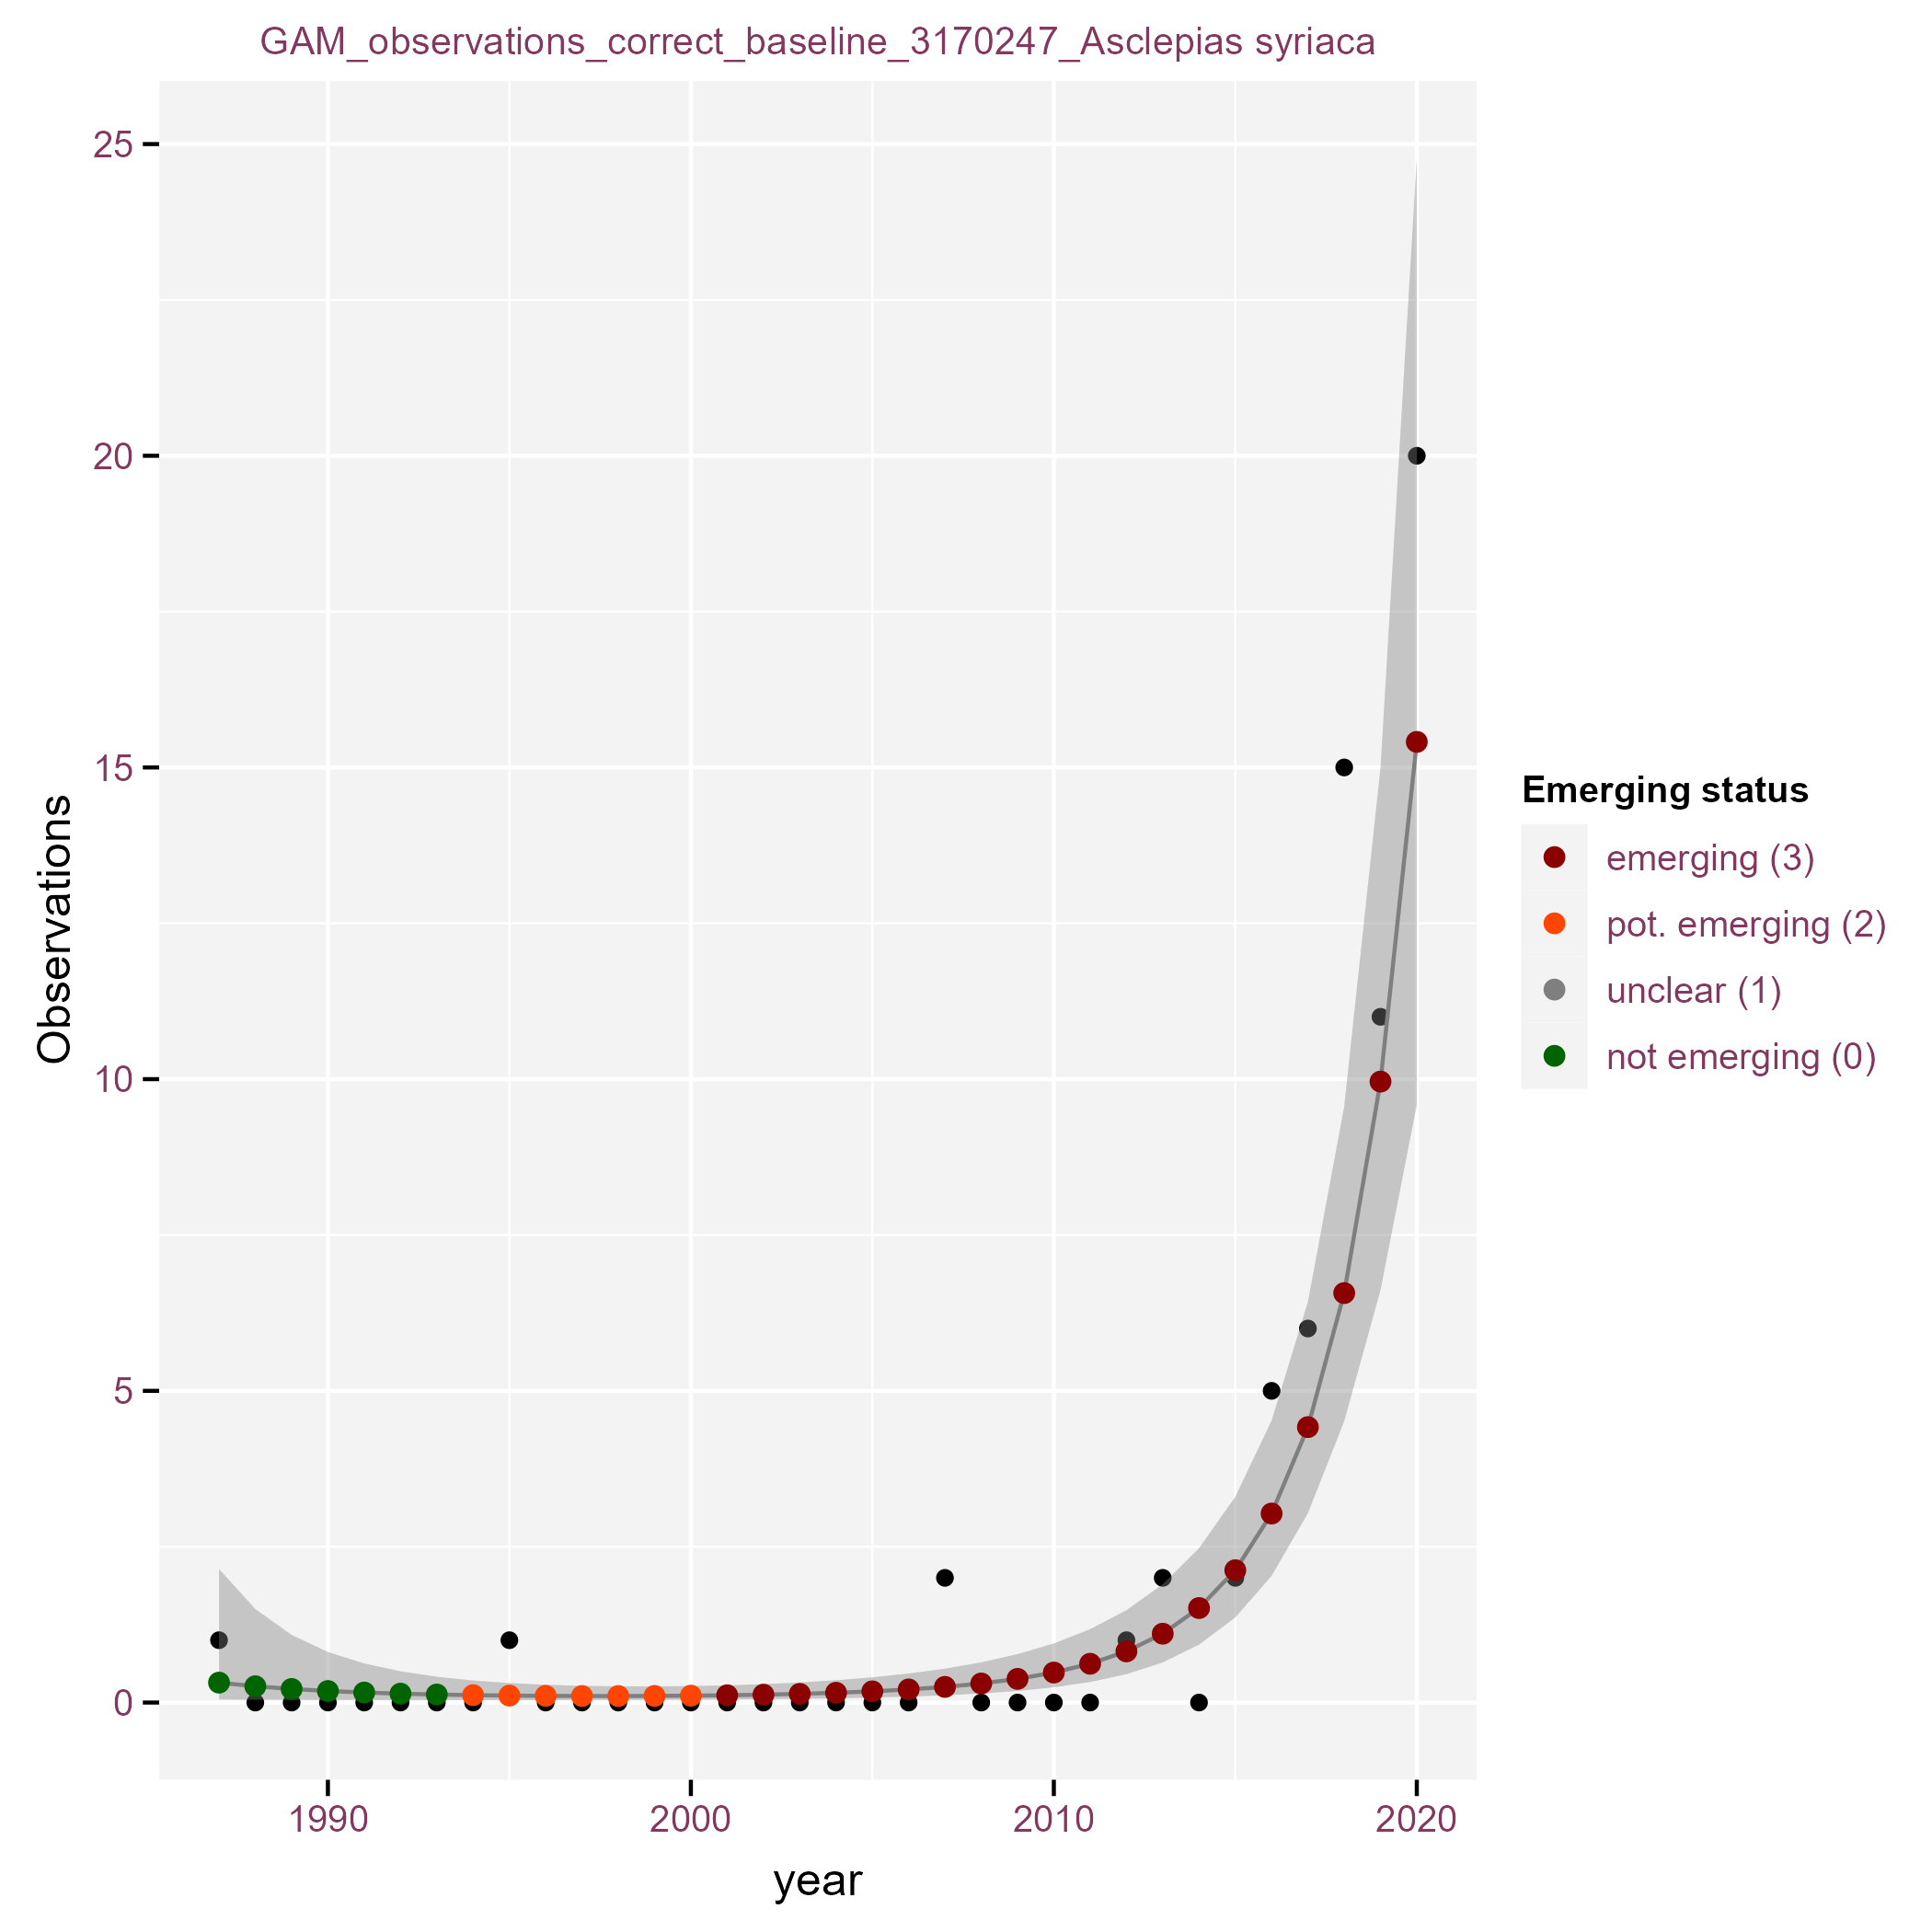 GAM_observations_correct_baseline_3170247_Asclepias syriaca
25
20
15
10
5
0
Observations
1990
2000
2010
2020
year
Emerging status
emerging (3)
pot. emerging (2)
unclear (1)
not emerging (0)